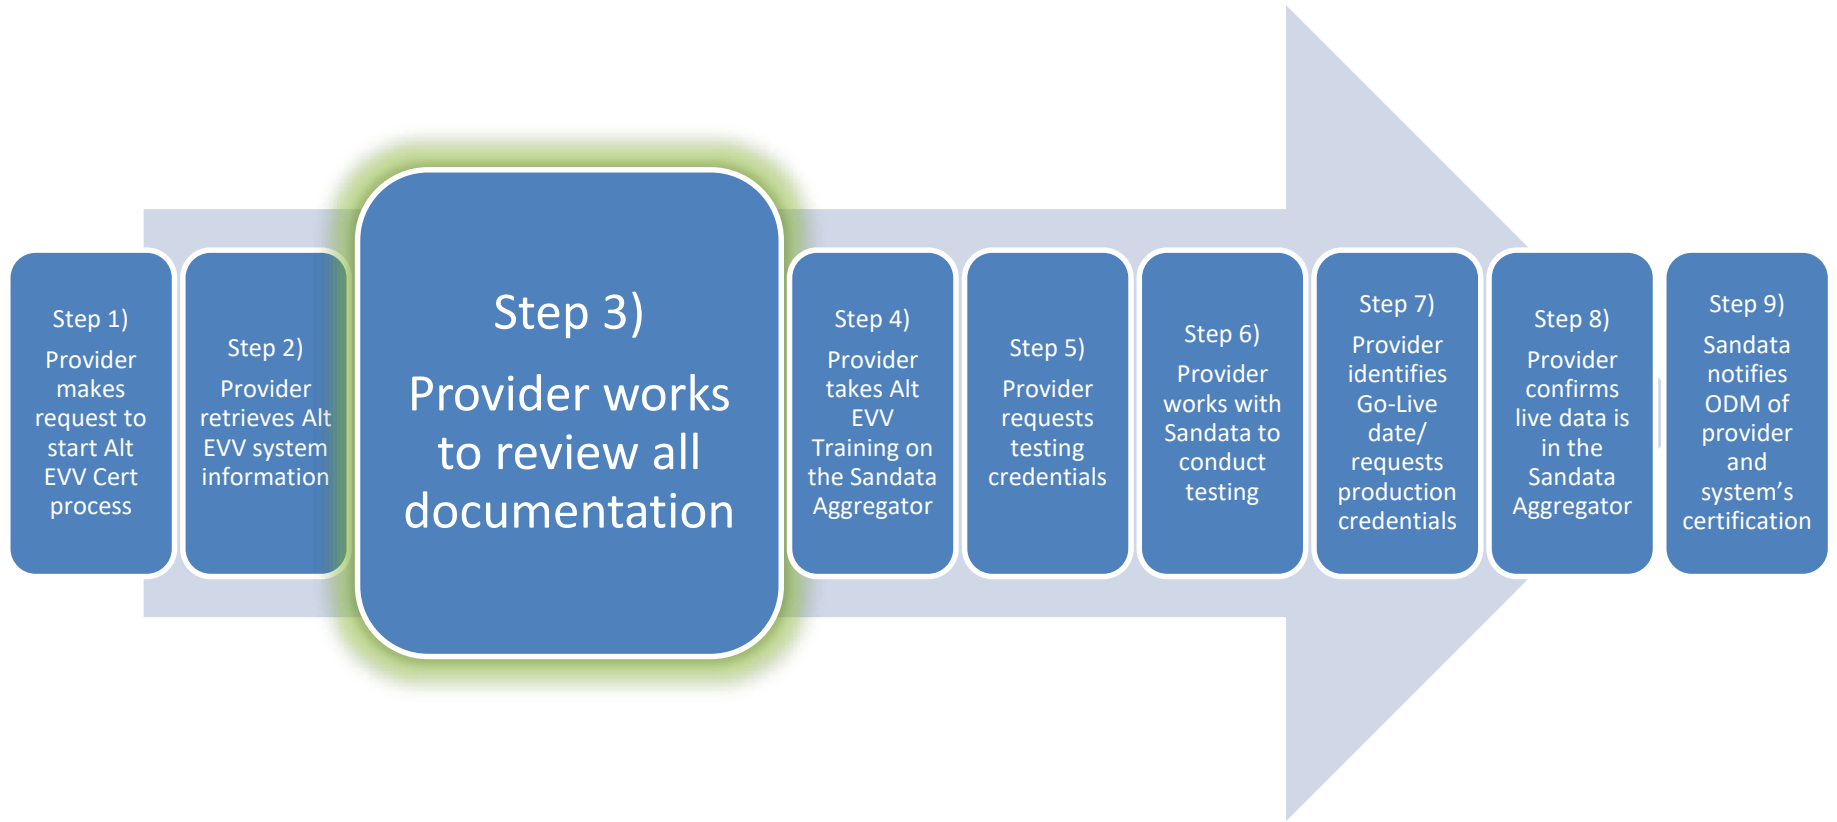 Step 1)
Provider
makes
request to
start Alt
EVV Cert
process
Step 2)
Provider
retrieves Alt
EVV system
information
Step 3)
Provider works
to review all
documentation
Step 4)
Provider
takes Alt
EVV
Training on
the Sandata
Aggregator
Step 5)
Provider
requests
testing
credentials
Step 6)
Provider
works with
Sandata to
conduct
testing
Step 7)
Provider
identifies
Go-Live
date/
requests
production
credentials
Step 8)
Provider
confirms
live data is
in the
Sandata
Aggregator
Step 9)
Sandata
notifies
ODM of
provider
and
system’s
certification